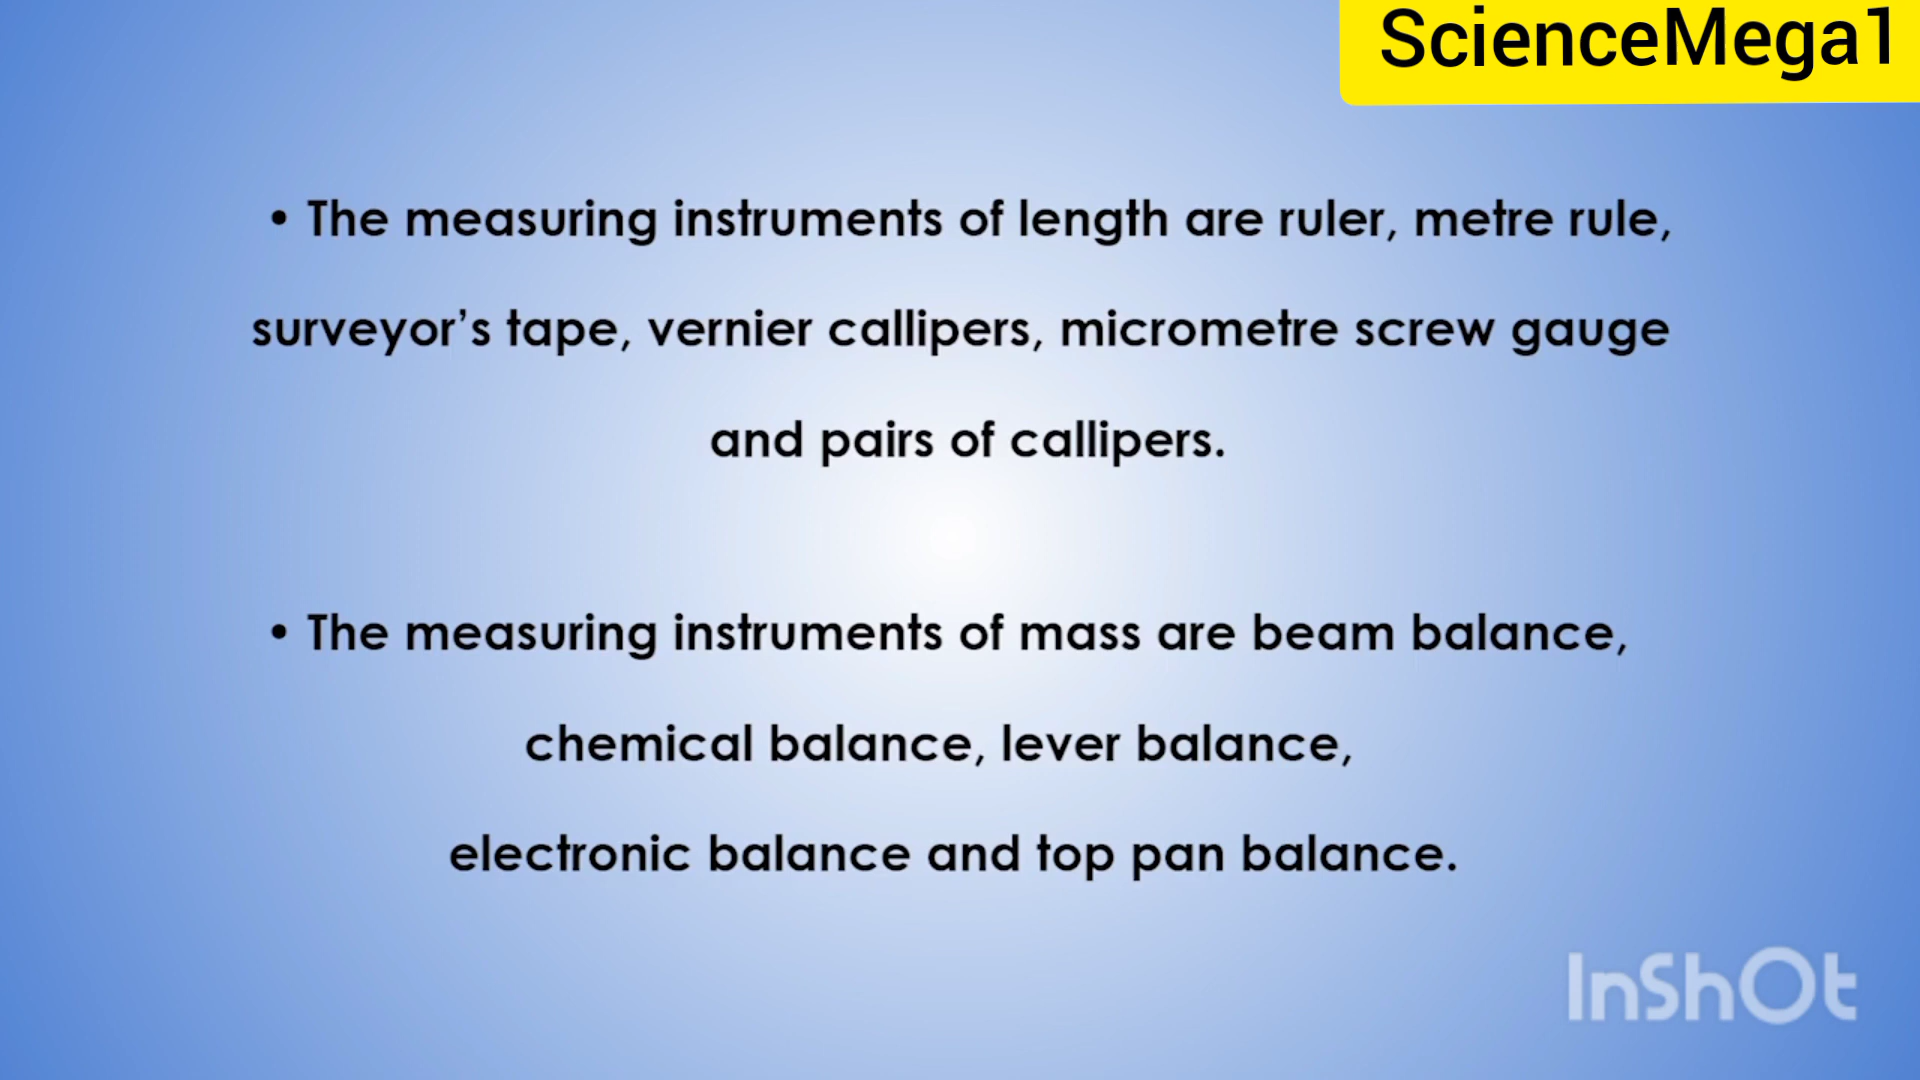 ScienceMega1
• The measuring instruments of length are ruler, metre rule,
surveyor’s tape, vernier callipers, micrometre screw gauge
and pairs of callipers.
• The measuring instruments of mass are beam balance,
chemical balance, lever balance,
electronic balance and top pan balance.
InShOt